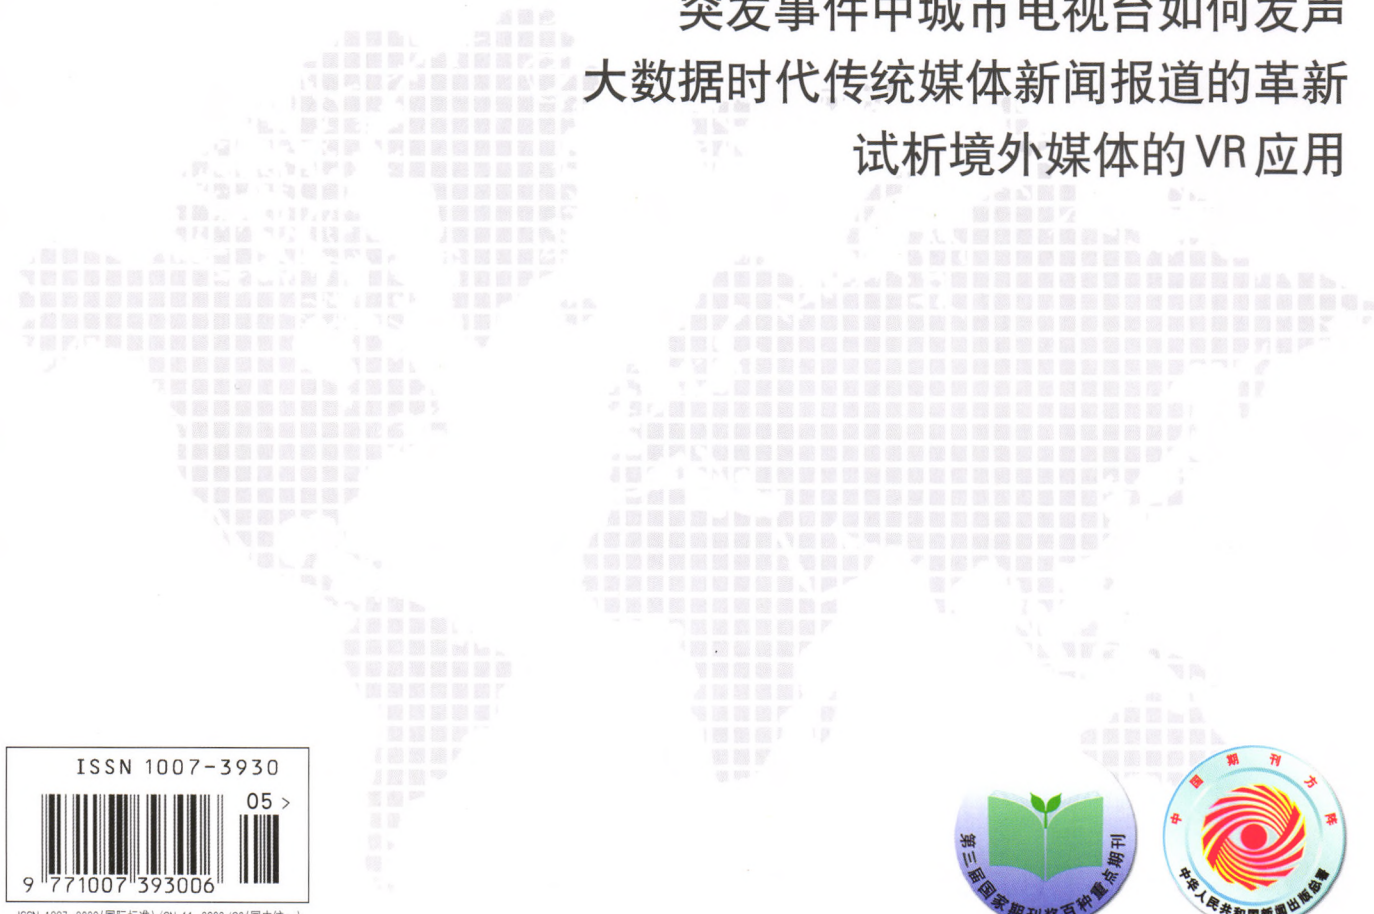 突发事件中城市电视台如何发声
大数据时代传统媒体新闻报道的革新
试析境外媒体的VR应用
ISSN 1007-3930
05 >
9 771007 393006
第三届国家期刊奖百种重点期刊
中国期刊方阵
中华人民共和国新闻出版总署